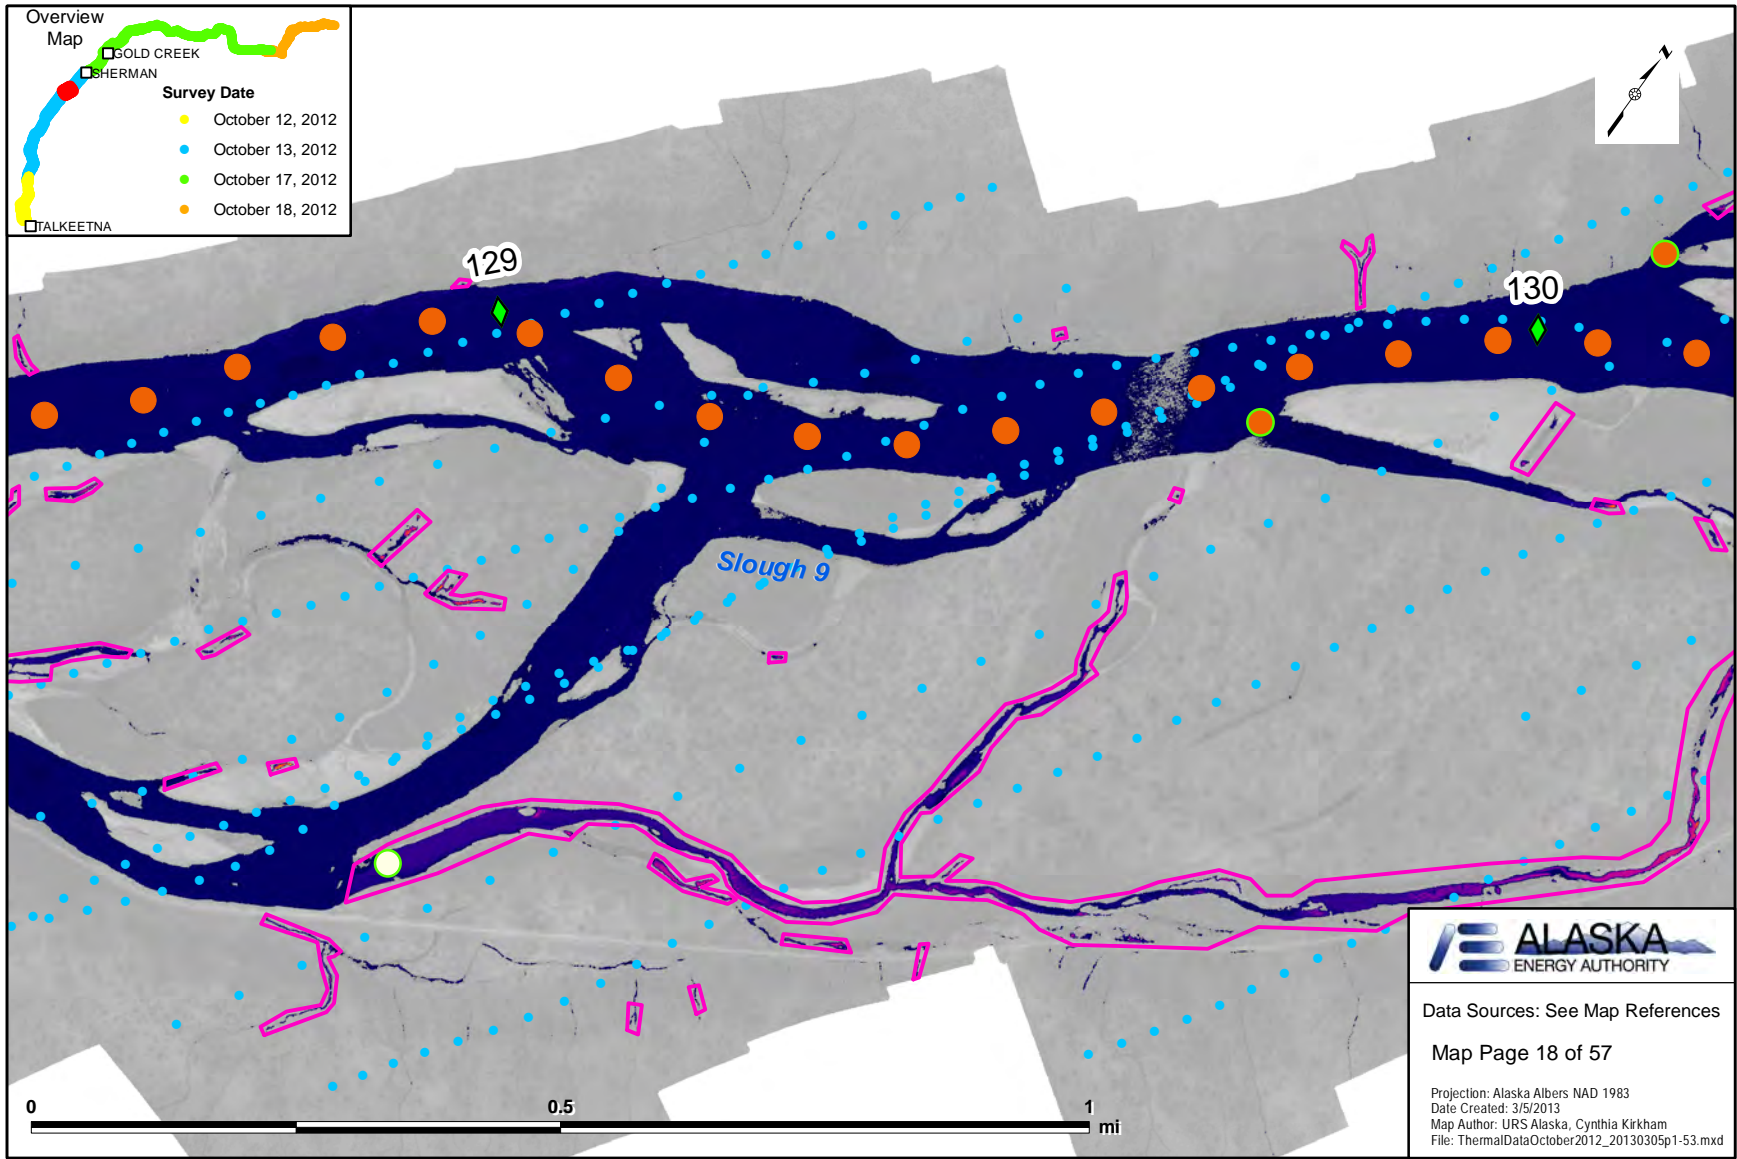 Overview
Map
GOLD CREEK
SHERMAN
Survey Date
October 12, 2012
October 13, 2012
October 17, 2012
October 18, 2012
TALKEETNA
N
129
130
Slough 9
0
0.5
1
mi
ALASKA
ENERGY AUTHORITY
Data Sources: See Map References
Map Page 18 of 57
Projection: Alaska Albers NAD 1983
Date Created: 3/5/2013
Map Author: URS Alaska, Cynthia Kirkham
File: ThermalDataOctober2012_20130305p1-53.mxd